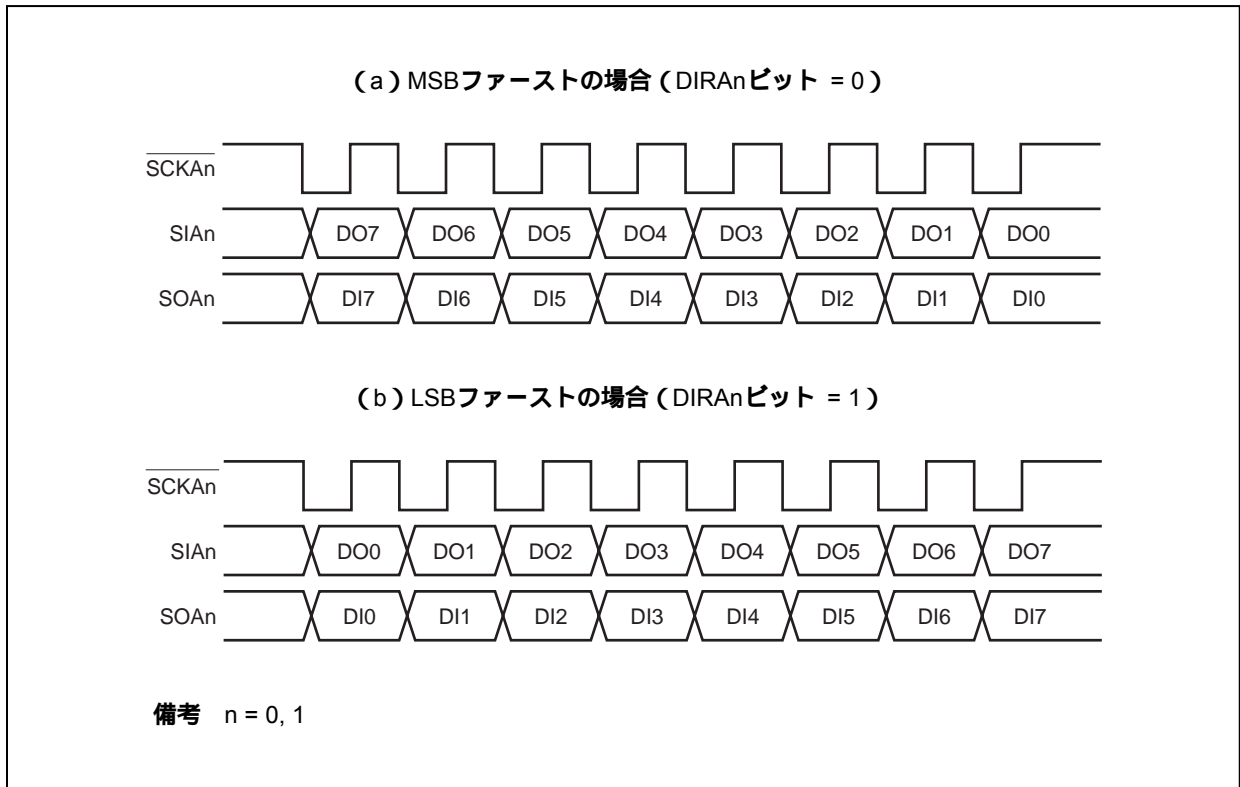 （a）MSBファーストの場合（DIRAnビット = 0）
SCKAn
SIAn DO7 DO6 DO5 DO4 DO3 DO2 DO1 DO0
SOAn DI7 DI6 DI5 DI4 DI3 DI2 DI1 DI0
（b）LSBファーストの場合（DIRAnビット = 1）
SCKAn
SIAn DO0 DO1 DO2 DO3 DO4 DO5 DO6 DO7
SOAn DI0 DI1 DI2 DI3 DI4 DI5 DI6 DI7
備考 n = 0, 1